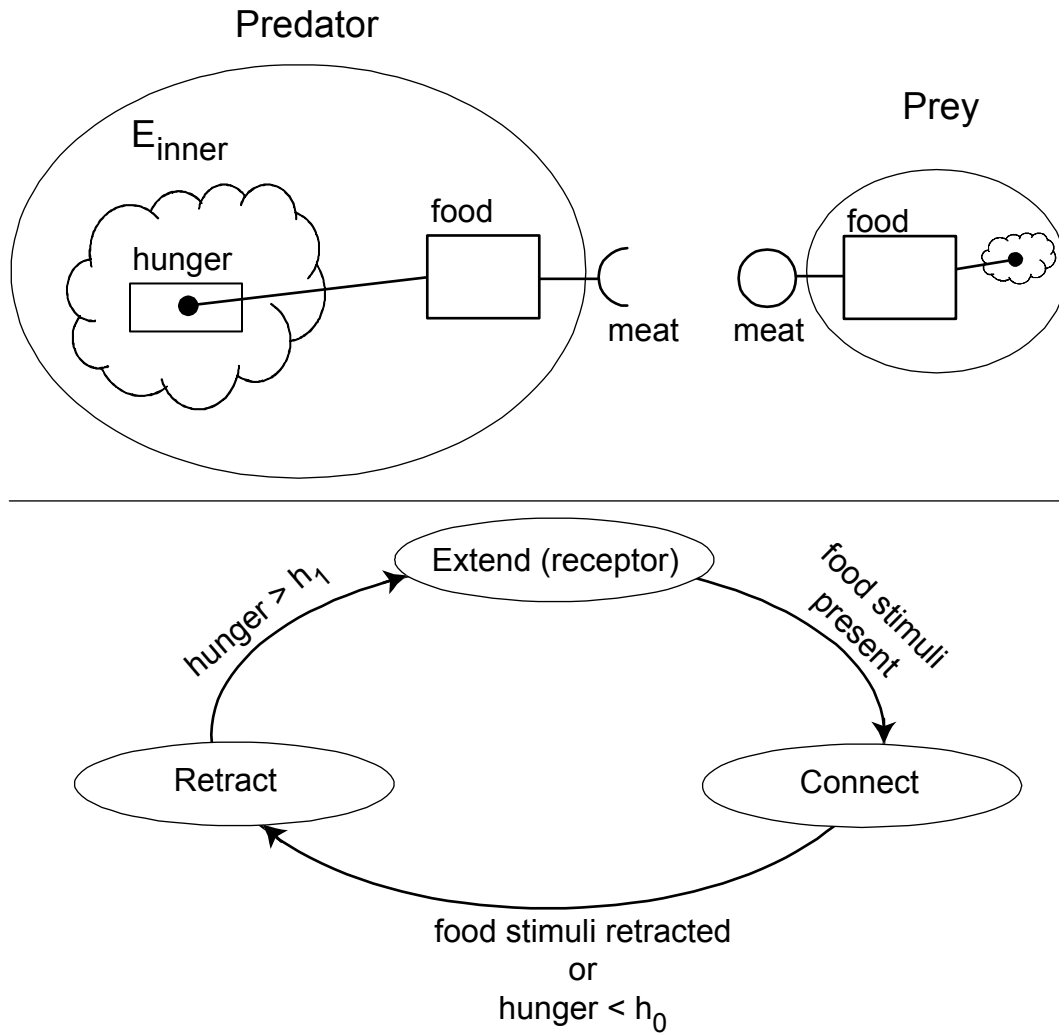 Predator
Prey
E_inner
food
food
hunger
meat
meat
Extend (receptor)
hunger > h_1
food stimuli
present
Retract
Connect
food stimuli retracted
or
hunger < h_0